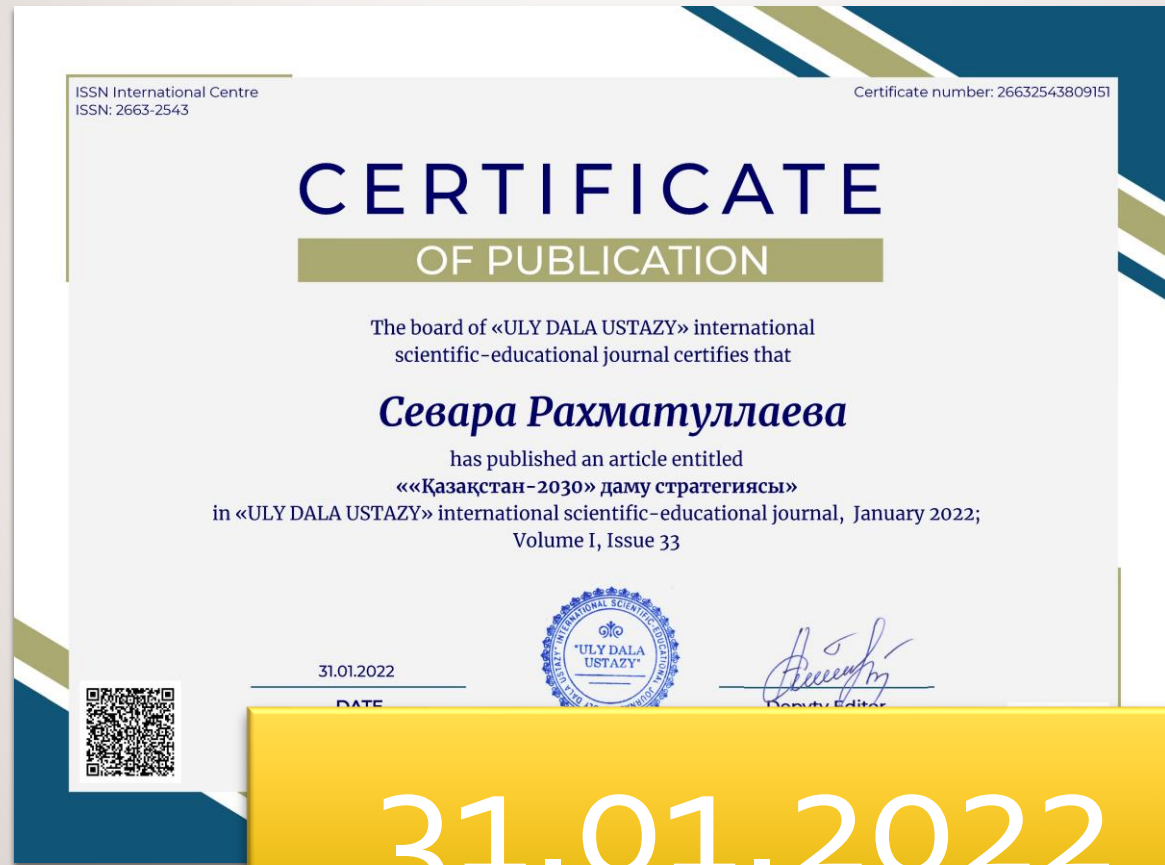 ISSN International Centre
ISSN: 2663-2543
Certificate number: 26632543809151
CERTIFICATE
OF PUBLICATION
The board of «ULY DALA USTAZY» international
scientific-educational journal certifies that
Севара Рахматуллаева
has published an article entitled
««Қазақстан-2030» даму стратегиясы»
in «ULY DALA USTAZY» international scientific-educational journal, January 2022;
Volume I, Issue 33
"ULY DALA
USTAZY"
31.01.2022
DATE
Deputy Editor
31.01.2022